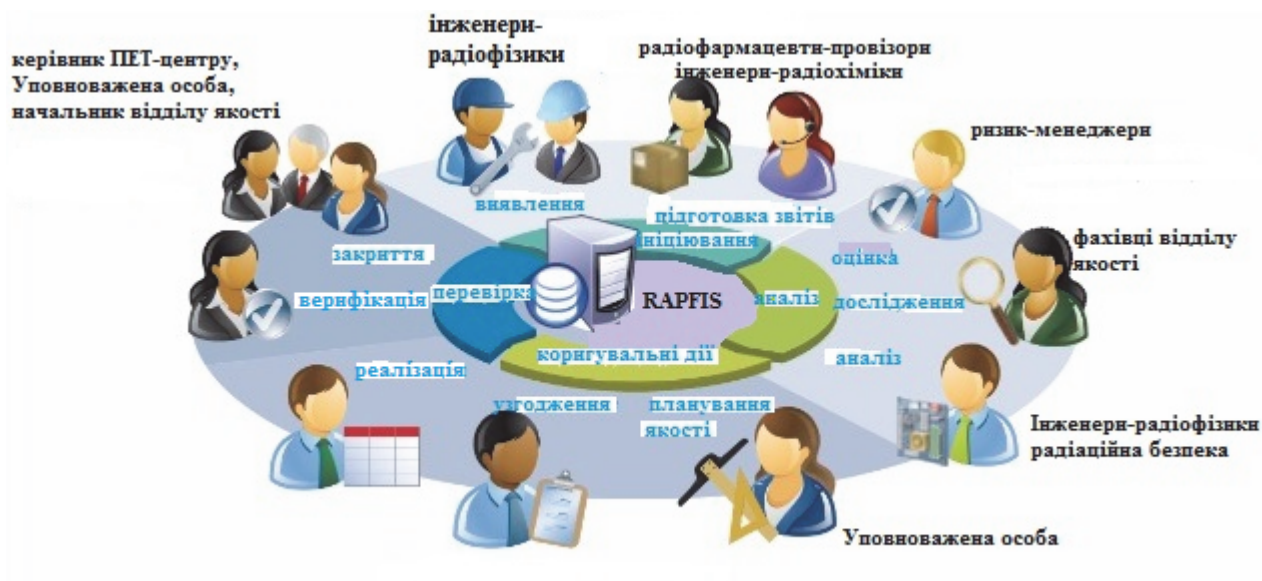 інженери-
радіофізики
керівник ПЕТ-центру,
Уповноважена особа,
начальник відділу якості
радіофармацевти-провізори
інженери-радіохіміки
ризик-менеджери
виявлення
підготовка звітів
ініціювання
закриття
оцінка
фахівці відділу
якості
верифікація
перевірка
RAPFIS
аналіз
дослідження
коригувальні дії
аналіз
реалізація
узгодження
планування
якості
Інженери-радіофізики
радіаційна безпека
Уповноважена особа